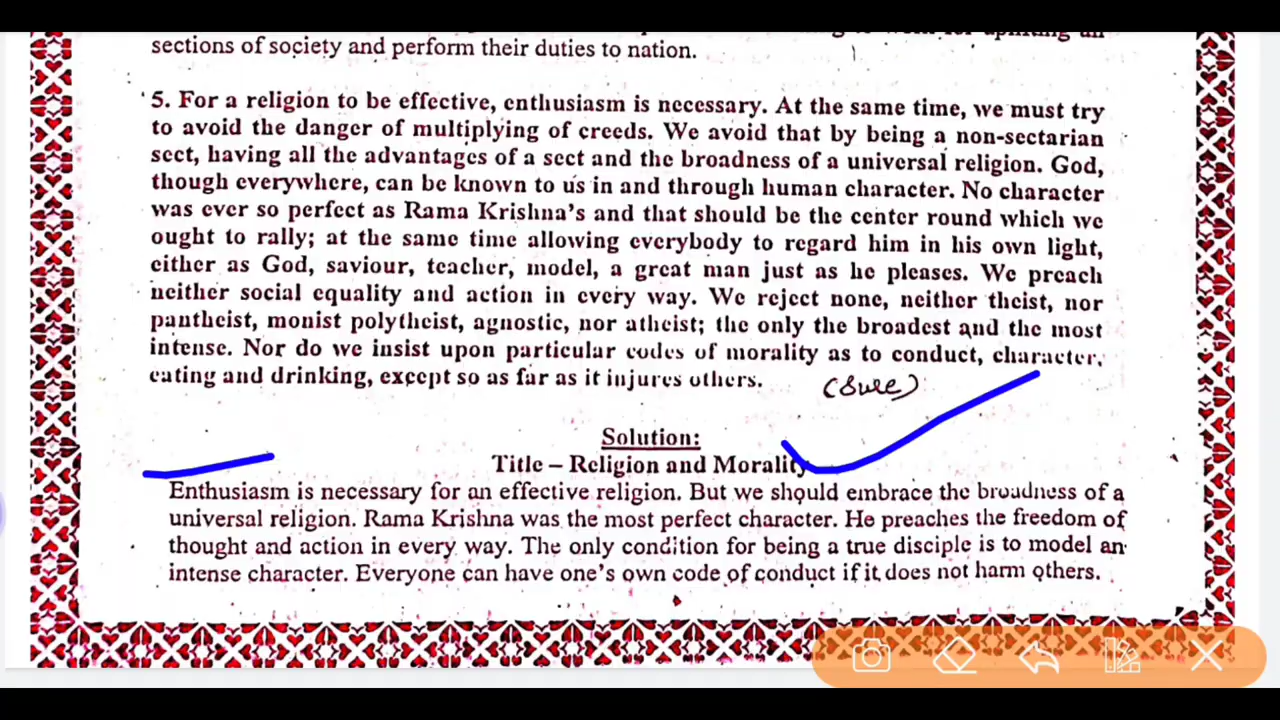 sections of society and perform their duties to nation.
5. For a religion to be effective, enthusiasm is necessary. At the same time, we must try
to avoid the danger of multiplying of creeds. We avoid that by being a non-sectarian
sect, having all the advantages of a sect and the broadness of a universal religion. God,
though everywhere, can be known to us in and through human character. No character
was ever so perfect as Rama Krishna's and that should be the center round which we
ought to rally; at the same time allowing everybody to regard him in his own light,
either as God, saviour, teacher, model, a great man just as he pleases. We preach
neither social equality and action in every way. We reject none, neither theist, nor
pantheist, monist polytheist, agnostic, nor atheist; the only the broadest and the most
intense. Nor do we insist upon particular codes of morality as to conduct, character,
eating and drinking, except so as far as it injures others.
(Sure)
Solution:
Title – Religion and Morality
Enthusiasm is necessary for an effective religion. But we should embrace the broadness of a
universal religion. Rama Krishna was the most perfect character. He preaches the freedom of
thought and action in every way. The only condition for being a true disciple is to model an
intense character. Everyone can have one's own code of conduct if it does not harm others.